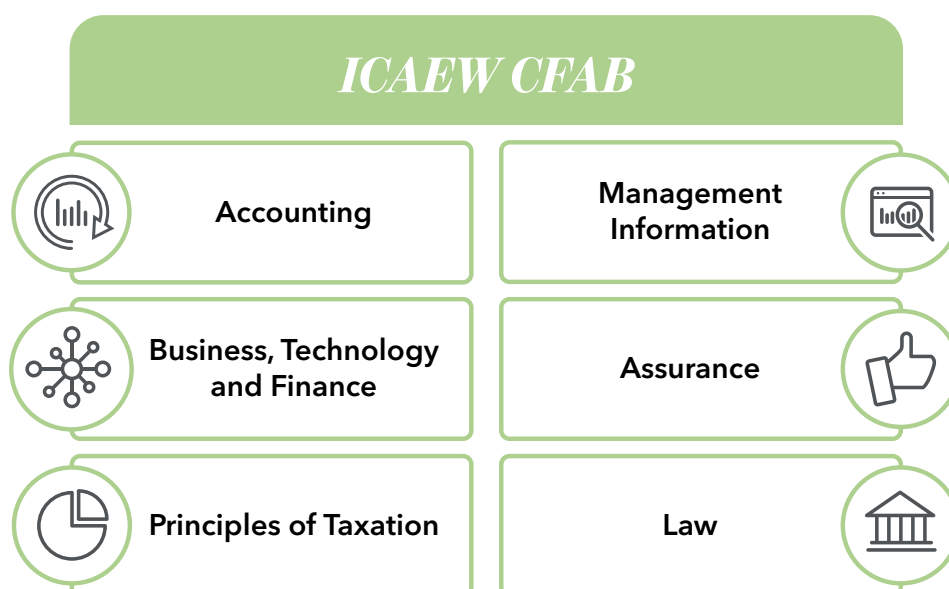 ICAEW CFAB
Accounting
Management
Information
Business, Technology
and Finance
Assurance
Principles of Taxation
Law